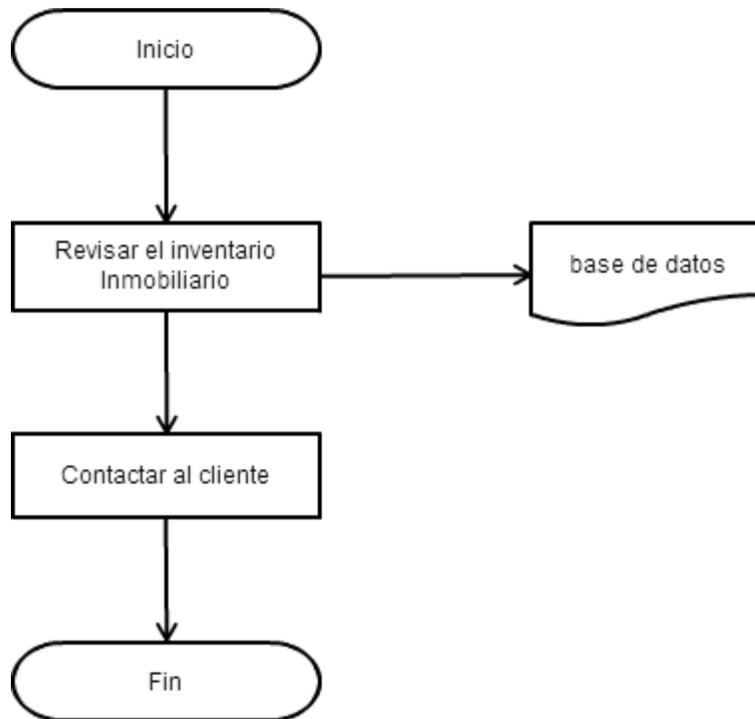 Inicio
Revisar el inventario
Inmobiliario
base de datos
Contactar al cliente
Fin